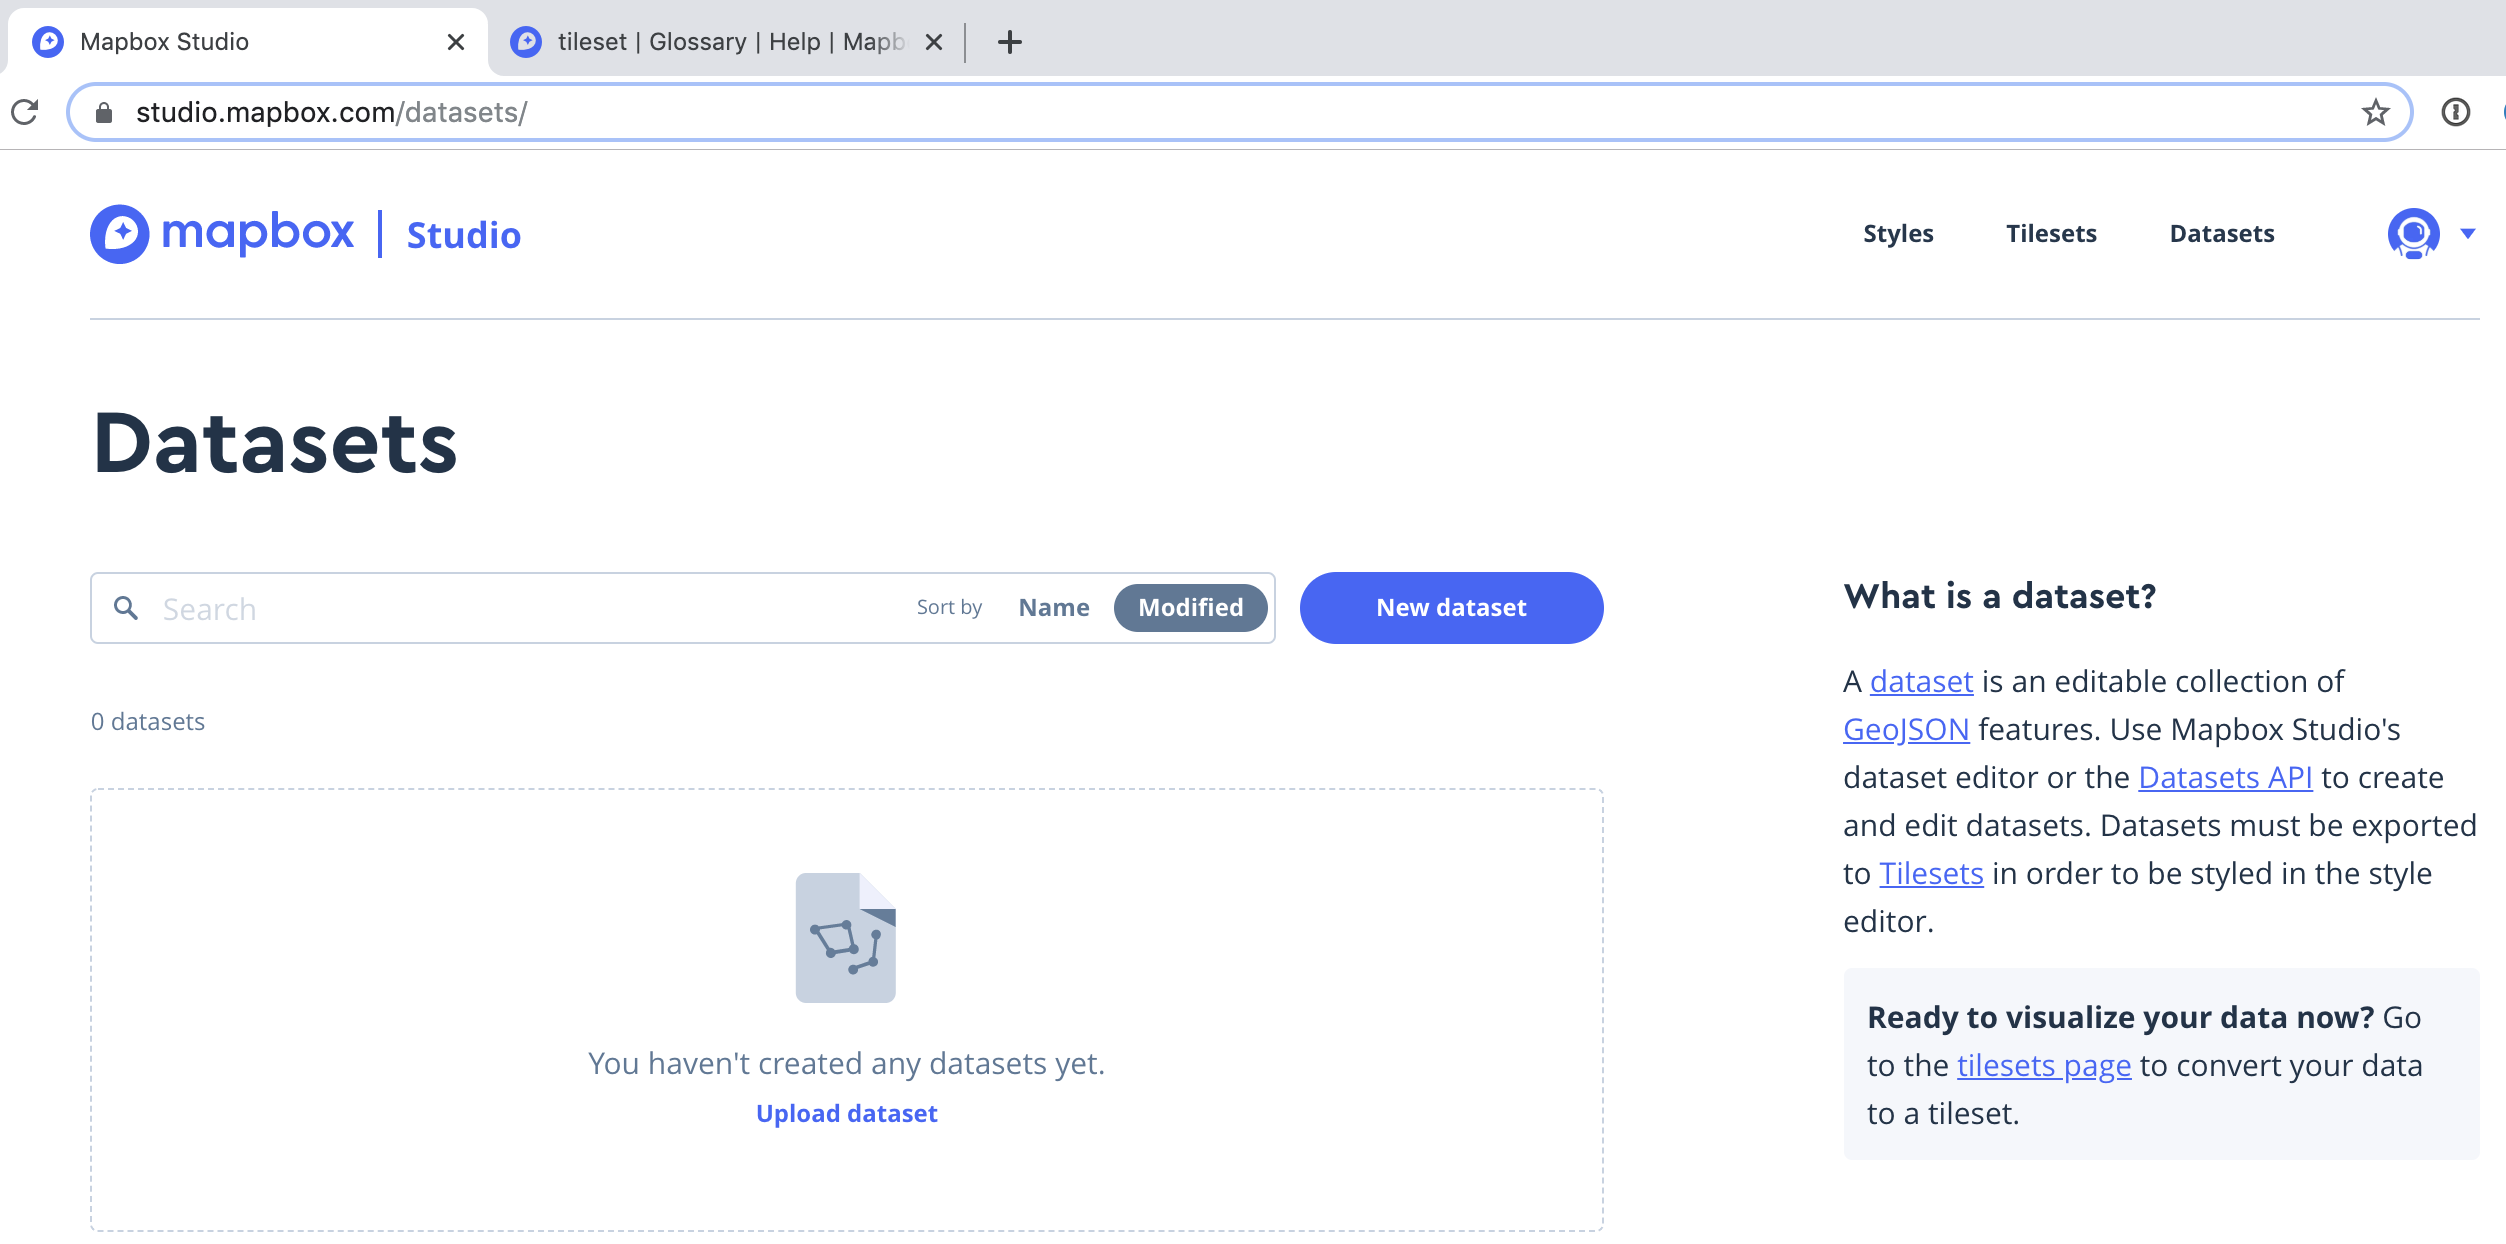 Mapbox Studio
tileset | Glossary | Help | Mapb
studio.mapbox.com/datasets/
mapbox | Studio
Styles
Tilesets
Datasets
Datasets
Search
Sort by
Name
Modified
New dataset
0 datasets
You haven't created any datasets yet.
Upload dataset
What is a dataset?
A dataset is an editable collection of
GeoJSON features. Use Mapbox Studio's
dataset editor or the Datasets API to create
and edit datasets. Datasets must be exported
to Tilesets in order to be styled in the style
editor.
Ready to visualize your data now? Go
to the tilesets page to convert your data
to a tileset.